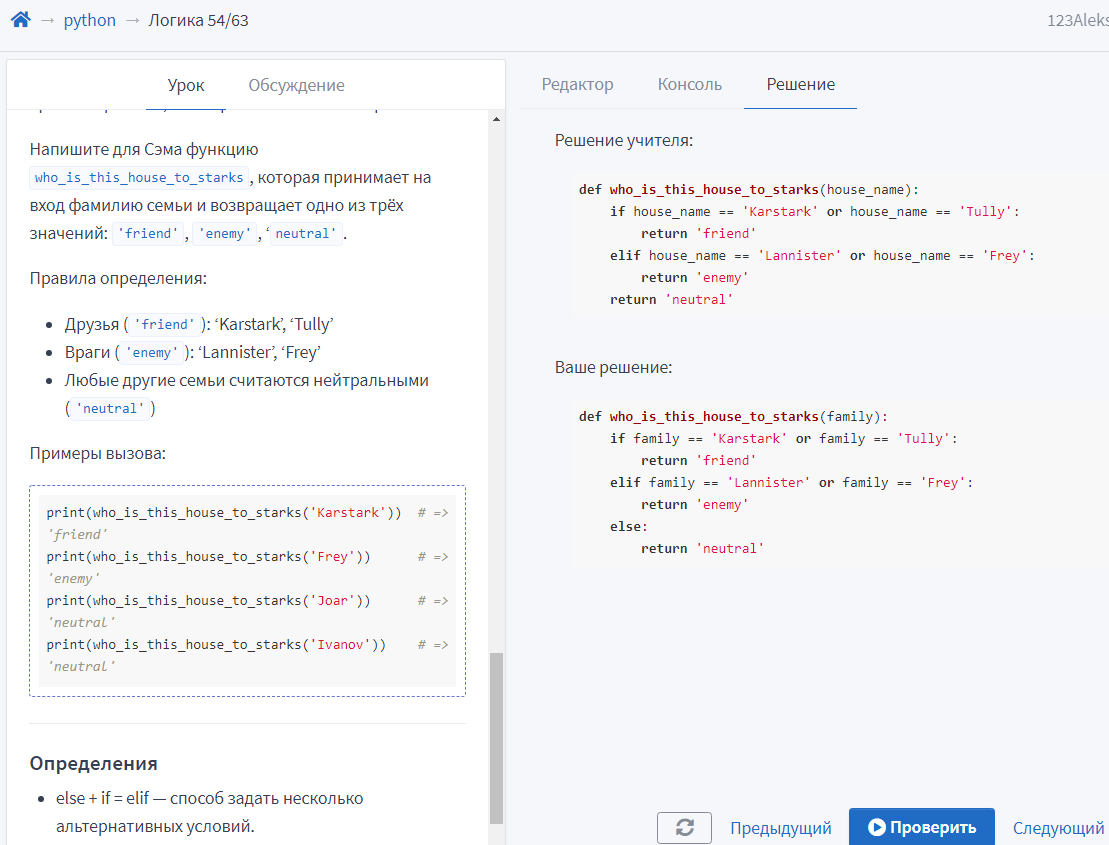 → python → Логика 54/63
123Aleks
Урок Обсуждение
Напишите для Сэма функцию
who_is_this_house_to_starks, которая принимает на
вход фамилию семьи и возвращает одно из трёх
значений: 'friend', 'enemy', ‘neutral'.
Правила определения:
• Друзья ('friend'): ‘Karstark’, ‘Tully’
• Враги ('enemy'): ‘Lannister’, ‘Frey’
• Любые другие семьи считаются нейтральными
('neutral')
Примеры вызова:
print(who_is_this_house_to_starks('Karstark')) # =>
'friend'
print(who_is_this_house_to_starks('Frey')) # =>
'enemy'
print(who_is_this_house_to_starks('Joar')) # =>
'neutral'
print(who_is_this_house_to_starks('Ivanov')) # =>
'neutral'
Определения
• else + if = elif — способ задать несколько
альтернативных условий.
Редактор Консоль Решение
Решение учителя:
def who_is_this_house_to_starks(house_name):
    if house_name == 'Karstark' or house_name == 'Tully':
        return 'friend'
    elif house_name == 'Lannister' or house_name == 'Frey':
        return 'enemy'
    return 'neutral'
Ваше решение:
def who_is_this_house_to_starks(family):
    if family == 'Karstark' or family == 'Tully':
        return 'friend'
    elif family == 'Lannister' or family == 'Frey':
        return 'enemy'
    else:
        return 'neutral'
Предыдущий Проверить Следующий